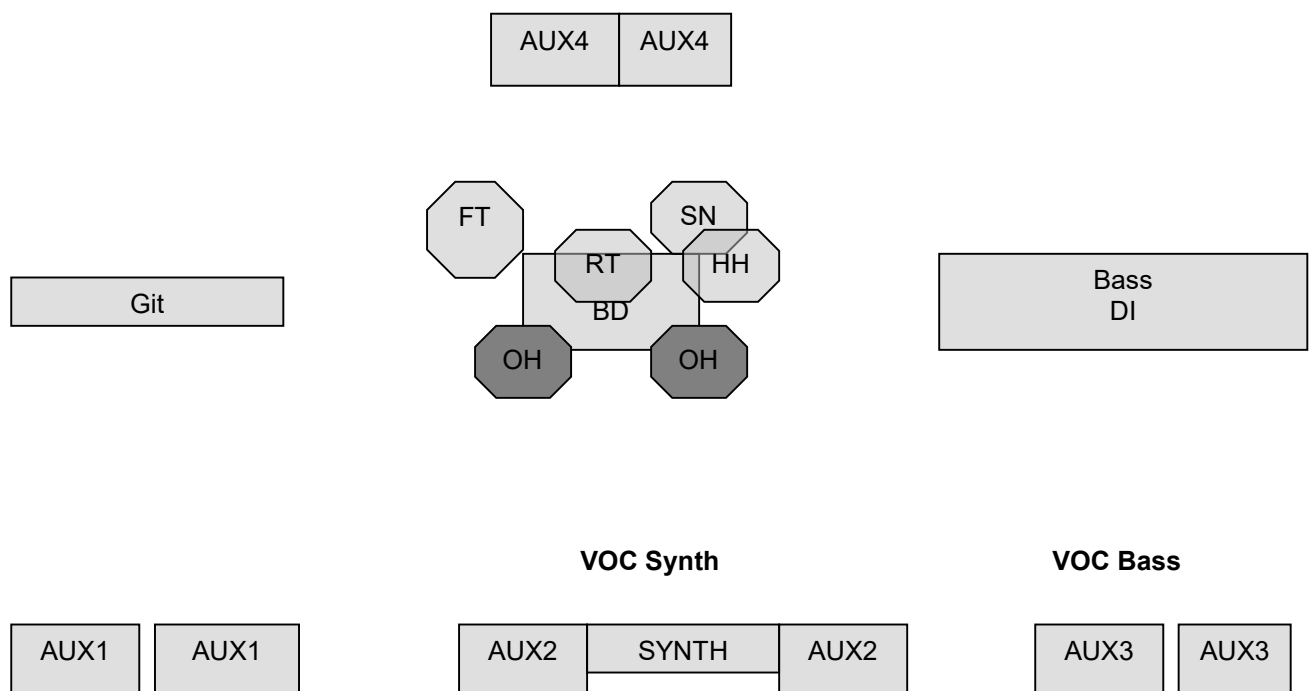 AUX4 AUX4
FT SN
RT HH
Git
BD
Bass
DI
OH OH
VOC Synth VOC Bass
AUX1 AUX1 AUX2 SYNTH AUX2 AUX3 AUX3